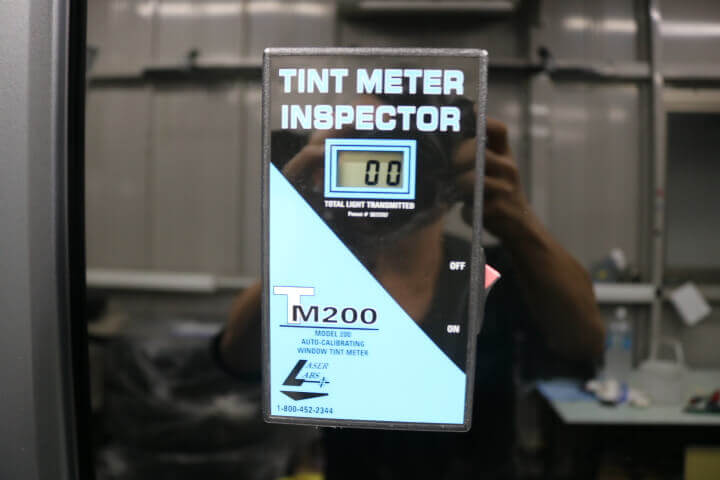 TINT METER
INSPECTOR
00
TOTAL LIGHT TRANSMITTED
OFF
TM200
ON
MODEL 200
AUTO-CALIBRATING
WINDOW TINT METER
LASER
LABS
1-800-452-2344